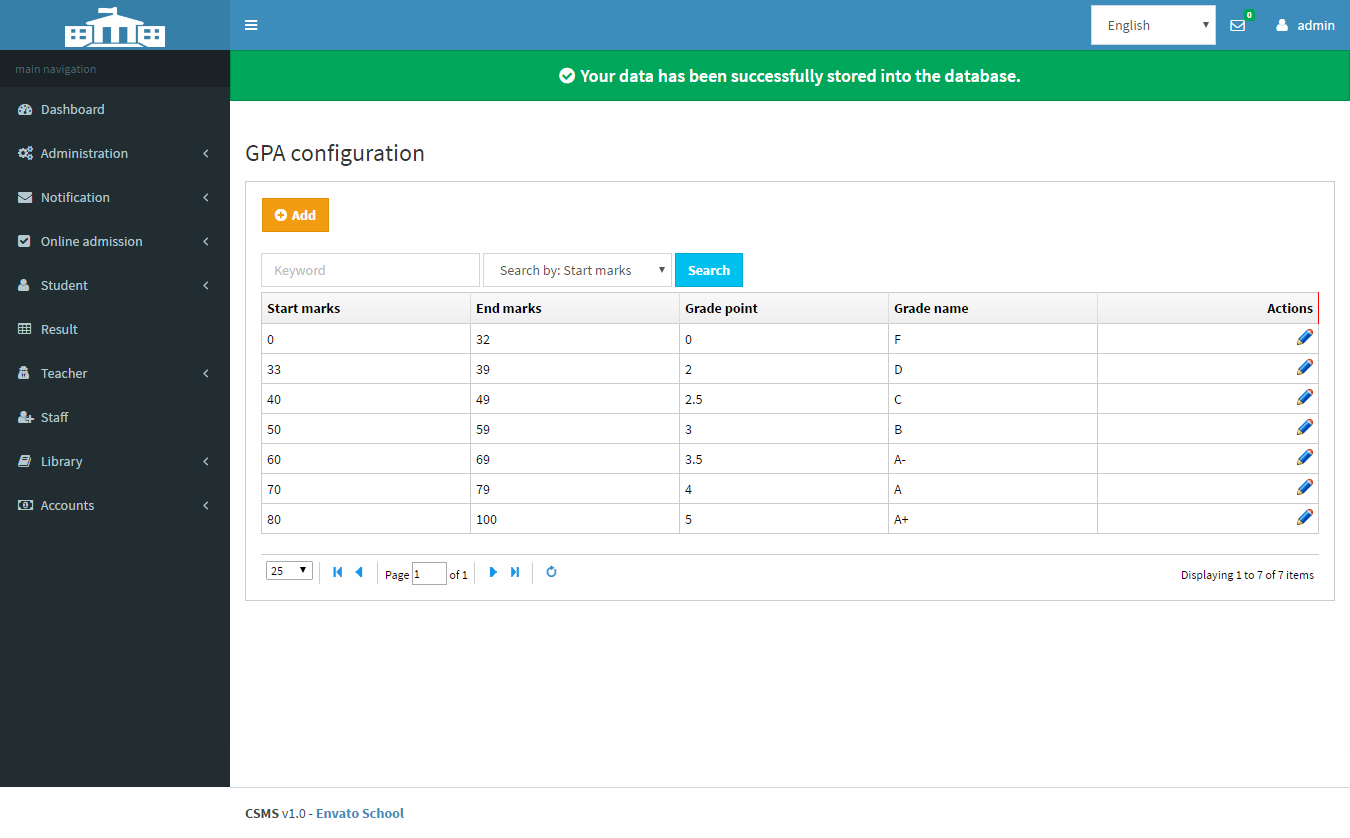 English
0
admin
main navigation
Your data has been successfully stored into the database.
Dashboard
Administration
Notification
Online admission
Student
Result
Teacher
Staff
Library
Accounts
GPA configuration
Add
Keyword
Search by: Start marks
Search
Start marks End marks Grade point Grade name Actions
0 32 0 F
33 39 2 D
40 49 2.5 C
50 59 3 B
60 69 3.5 A-
70 79 4 A
80 100 5 A+
25 Page 1 of 1 Displaying 1 to 7 of 7 items
CSMS v1.0 - Envato School